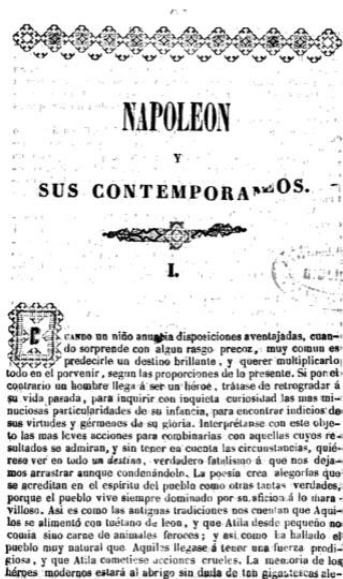 NAPOLEON
Y
SUS CONTEMPORANEOS.
I.
CUANDO un niño anuncia disposiciones aventajadas, cuan-
do sorprende con algun rasgo precoz, muy comun es
predecirle un destino brillante, y querer multiplicarlo
todo en el porvenir, segun las proporciones de lo presente. Si por el
contrario un hombre llega á ser un héroe, trátase de retrogradar á
su vida pasada, para inquirir con inquieta curiosidad las mas mi-
nuciosas particularidades de su infancia, para encontrar indicios de
sus virtudes y gérmenes de su gloria. Interprétanse con este obje-
to las mas leves acciones para combinarlas con aquellas cuyos re-
sultados se admiran, y sin tener en cuenta las circunstancias, quié-
rese ver en todo un destino, verdadero fatalismo á que nos deja-
mos arrastrar aunque condenándolo. La poesía crea alegorías que
se acreditan en el espíritu del pueblo como otras tantas verdades,
porque el pueblo vive siempre dominado por su aficion á lo mara-
villoso. Asi es como las antiguas tradiciones nos cuentan que Aqui-
les se alimentó con tuétano de leon, y que Atila desde pequeño no
comia sino carne de animales feroces; y asi como ha hallado el
pueblo muy natural que Aquiles llegase á tener una fuerza prodi-
giosa, y que Atila cometiese acciones crueles. La memoria de los
héroes modernos estará al abrigo sin duda de tan gigantescas ale-